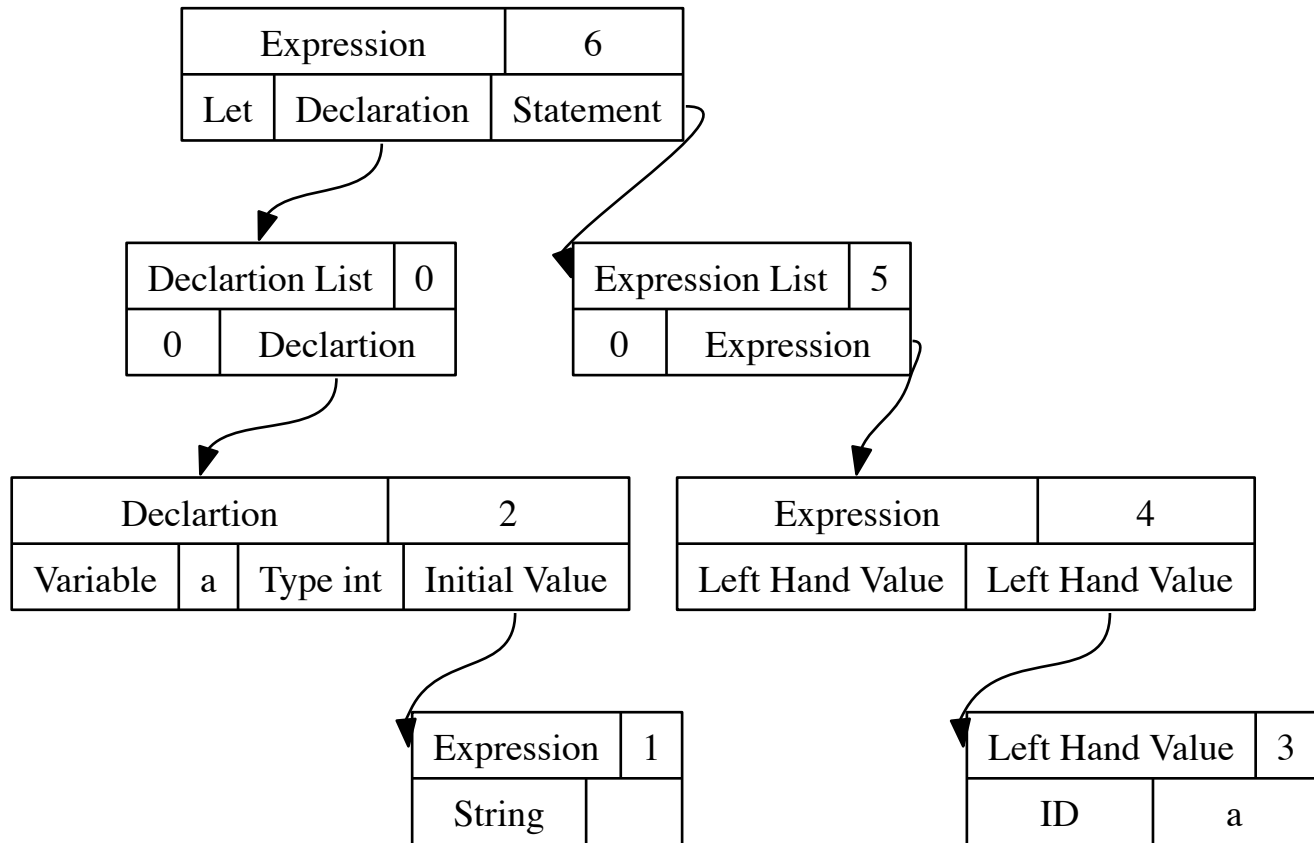 Expression 6
Let Declaration Statement
Declartion List 0
0 Declartion
Expression List 5
0 Expression
Declartion 2
Variable a Type int Initial Value
Expression 4
Left Hand Value Left Hand Value
Expression 1
String
Left Hand Value 3
ID a